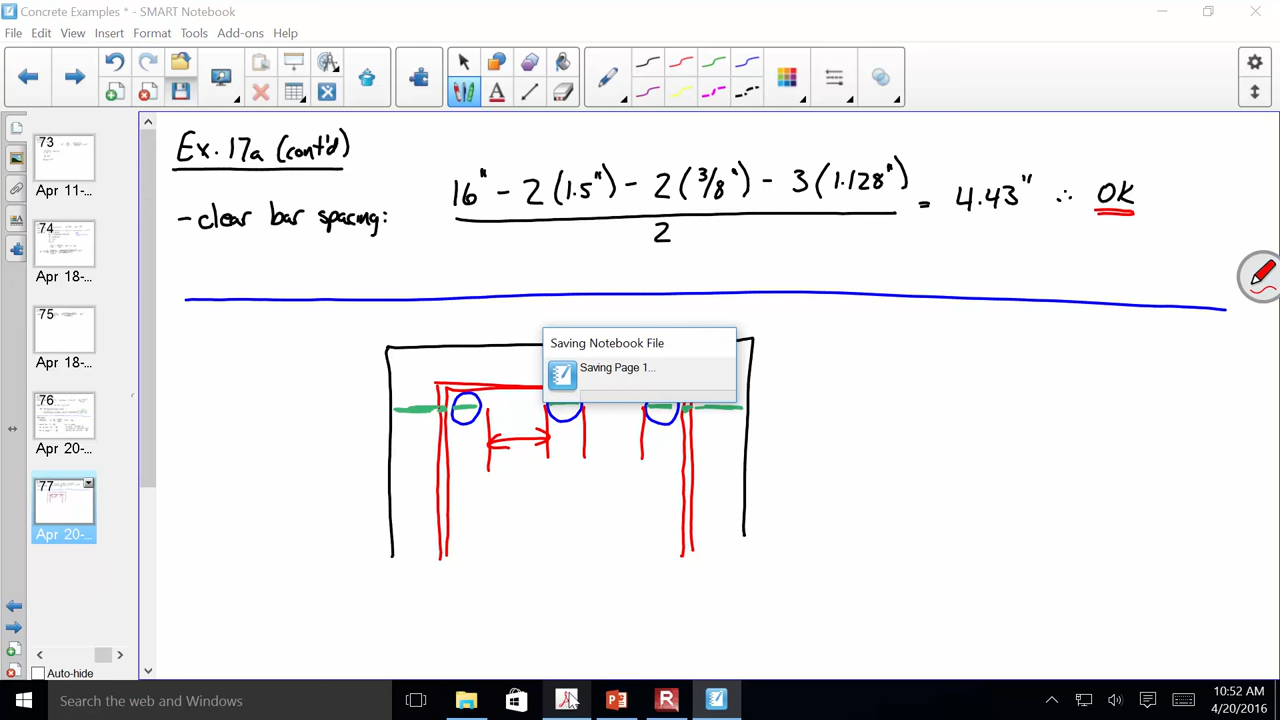 Concrete Examples * - SMART Notebook
File Edit View Insert Format Tools Add-ons Help
73
Apr 11-...
74
Apr 18-...
75
Apr 18-...
76
Apr 20-...
77
Apr 20-...
Auto-hide
Ex. 17a (cont'd)
- clear bar spacing:
16" - 2 (1.5") - 2 (3/8") - 3 (1.128") = 4.43" ∴ OK
2
Saving Notebook File
Saving Page 1...
Search the web and Windows
10:52 AM
4/20/2016